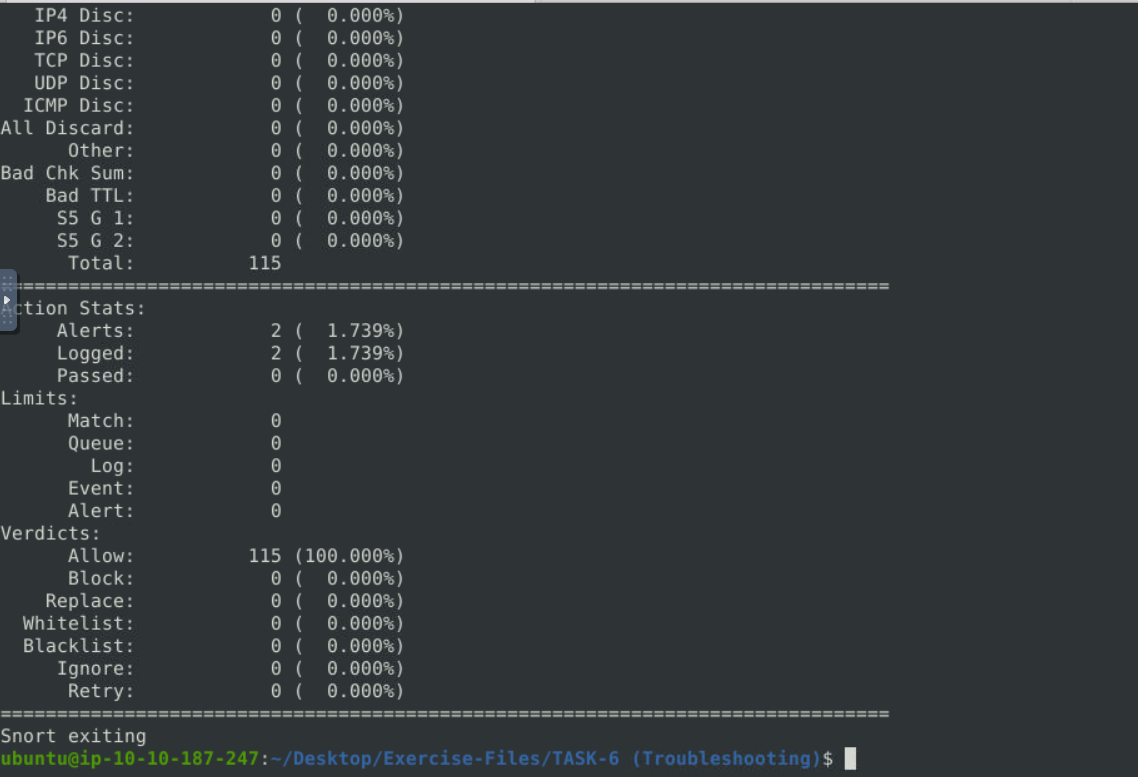 IP4 Disc:            0 (  0.000%)
IP6 Disc:            0 (  0.000%)
TCP Disc:            0 (  0.000%)
UDP Disc:            0 (  0.000%)
ICMP Disc:            0 (  0.000%)
All Discard:            0 (  0.000%)
Other:            0 (  0.000%)
Bad Chk Sum:            0 (  0.000%)
Bad TTL:            0 (  0.000%)
S5 G 1:            0 (  0.000%)
S5 G 2:            0 (  0.000%)
Total:          115
===============================================================================
ction Stats:
Alerts:            2 (  1.739%)
Logged:            2 (  1.739%)
Passed:            0 (  0.000%)
Limits:
Match:            0
Queue:            0
Log:            0
Event:            0
Alert:            0
Verdicts:
Allow:          115 (100.000%)
Block:            0 (  0.000%)
Replace:            0 (  0.000%)
Whitelist:            0 (  0.000%)
Blacklist:            0 (  0.000%)
Ignore:            0 (  0.000%)
Retry:            0 (  0.000%)
===============================================================================
Snort exiting
ubuntu@ip-10-10-187-247:~/Desktop/Exercise-Files/TASK-6 (Troubleshooting)$